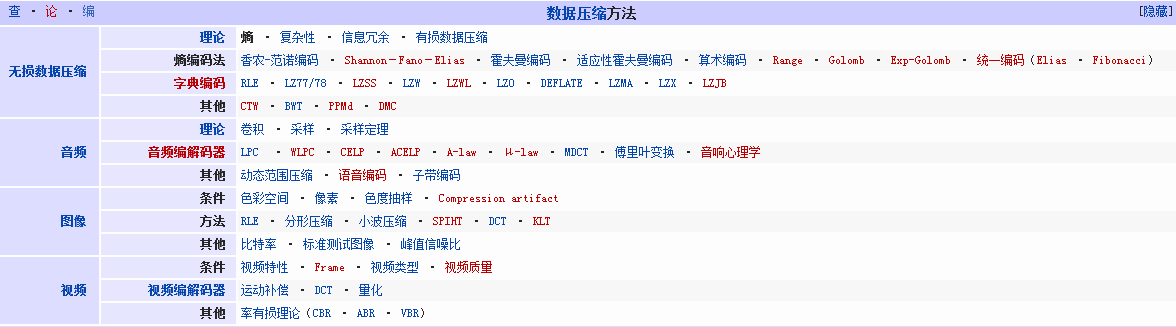 查 · 论 · 编 数据压缩方法 [隐藏]
无损数据压缩
理论 熵 · 复杂性 · 信息冗余 · 有损数据压缩
熵编码法 香农-范诺编码 · Shannon-Fano-Elias · 霍夫曼编码 · 适应性霍夫曼编码 · 算术编码 · Range · Golomb · Exp-Golomb · 统一编码（Elias · Fibonacci）
字典编码 RLE · LZ77/78 · LZSS · LZW · LZWL · LZO · DEFLATE · LZMA · LZX · LZJB
其他 CTW · BWT · PPMd · DMC
音频
理论 卷积 · 采样 · 采样定理
音频编解码器 LPC · WLPC · CELP · ACELP · A-law · μ-law · MDCT · 傅里叶变换 · 音响心理学
其他 动态范围压缩 · 语音编码 · 子带编码
图像
条件 色彩空间 · 像素 · 色度抽样 · Compression artifact
方法 RLE · 分形压缩 · 小波压缩 · SPIHT · DCT · KLT
其他 比特率 · 标准测试图像 · 峰值信噪比
视频
条件 视频特性 · Frame · 视频类型 · 视频质量
视频编解码器 运动补偿 · DCT · 量化
其他 率有损理论（CBR · ABR · VBR）